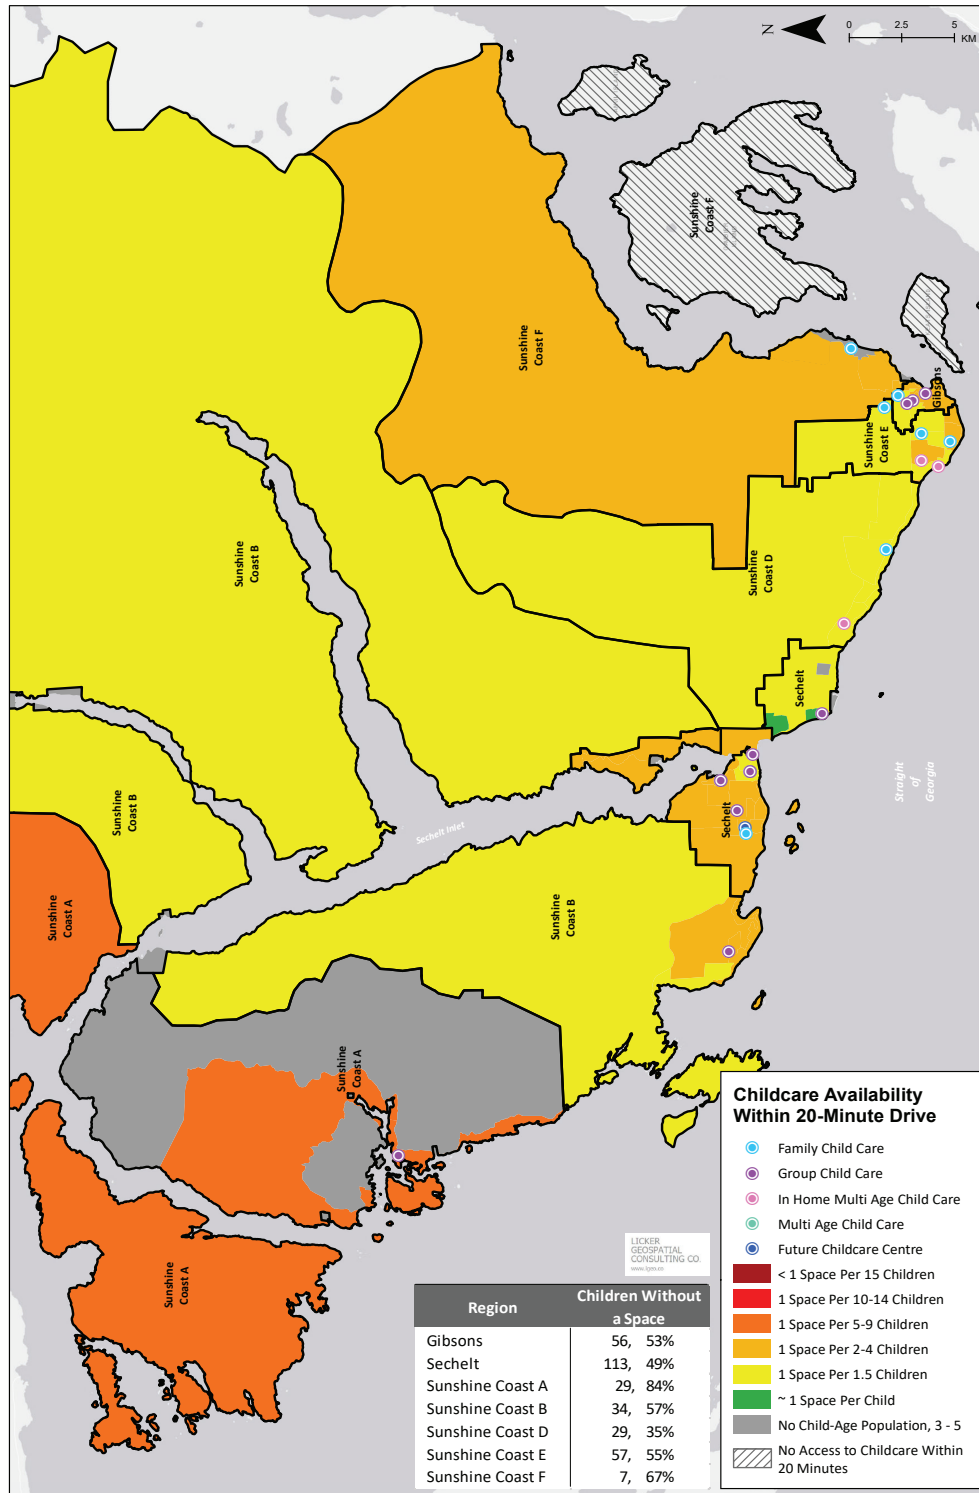 N
0 2.5 5
KM
Sunshine
Coast F
Sunshine
Coast F
Gibsons
Sunshine
Coast E
Sunshine
Coast B
Sunshine
Coast D
Sechelt
Sunshine
Coast B
Sechelt Inlet
Sechelt
Straight
of
Georgia
Sunshine
Coast A
Sunshine
Coast B
Sunshine
Coast A
Sunshine
Coast A
LICKER
GEOSPATIAL
CONSULTING CO.
www.lgeo.co
Region Children Without a Space
Gibsons 56, 53%
Sechelt 113, 49%
Sunshine Coast A 29, 84%
Sunshine Coast B 34, 57%
Sunshine Coast D 29, 35%
Sunshine Coast E 57, 55%
Sunshine Coast F 7, 67%
Childcare Availability
Within 20-Minute Drive
Family Child Care
Group Child Care
In Home Multi Age Child Care
Multi Age Child Care
Future Childcare Centre
< 1 Space Per 15 Children
1 Space Per 10-14 Children
1 Space Per 5-9 Children
1 Space Per 2-4 Children
1 Space Per 1.5 Children
~ 1 Space Per Child
No Child-Age Population, 3 - 5
No Access to Childcare Within
20 Minutes